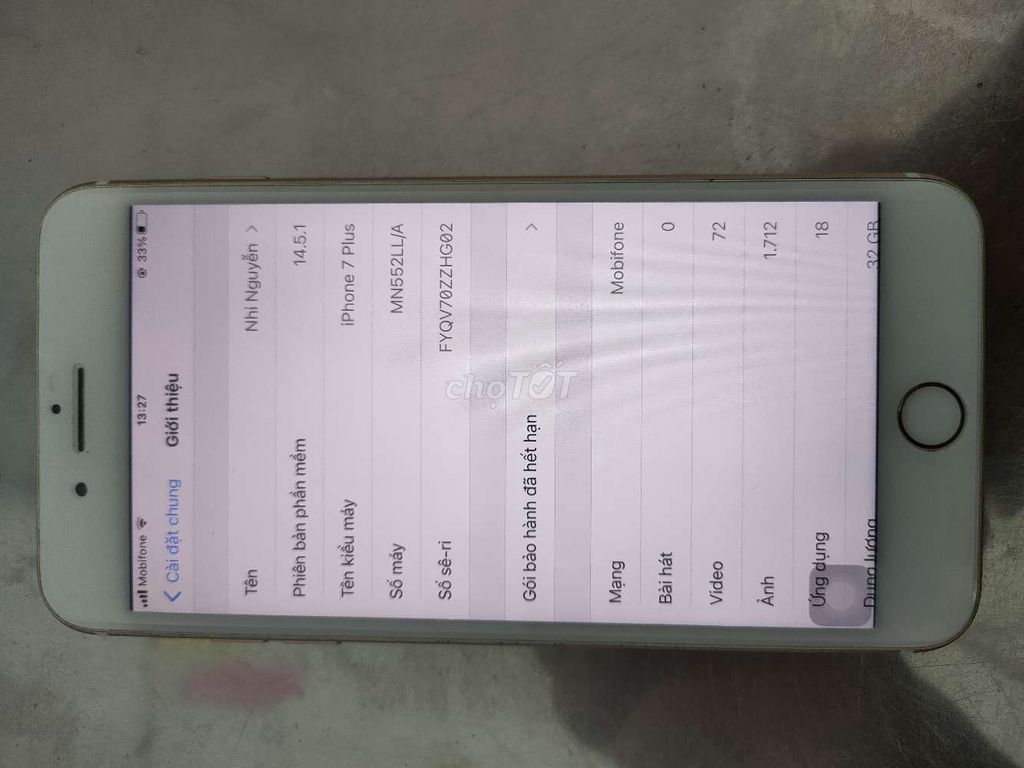 Mobifone 13:27 33%
Cài đặt chung Giới thiệu
Tên Nhi Nguyễn
Phiên bản phần mềm 14.5.1
Tên kiểu máy iPhone 7 Plus
Số máy MN552LL/A
Số sê-ri FYQV70ZZHG02
Gói bảo hành đã hết hạn
Mạng Mobifone
Bài hát 0
Video 72
Ảnh 1.712
Ứng dụng 18
Dung lượng 32 GB
chợTỐT